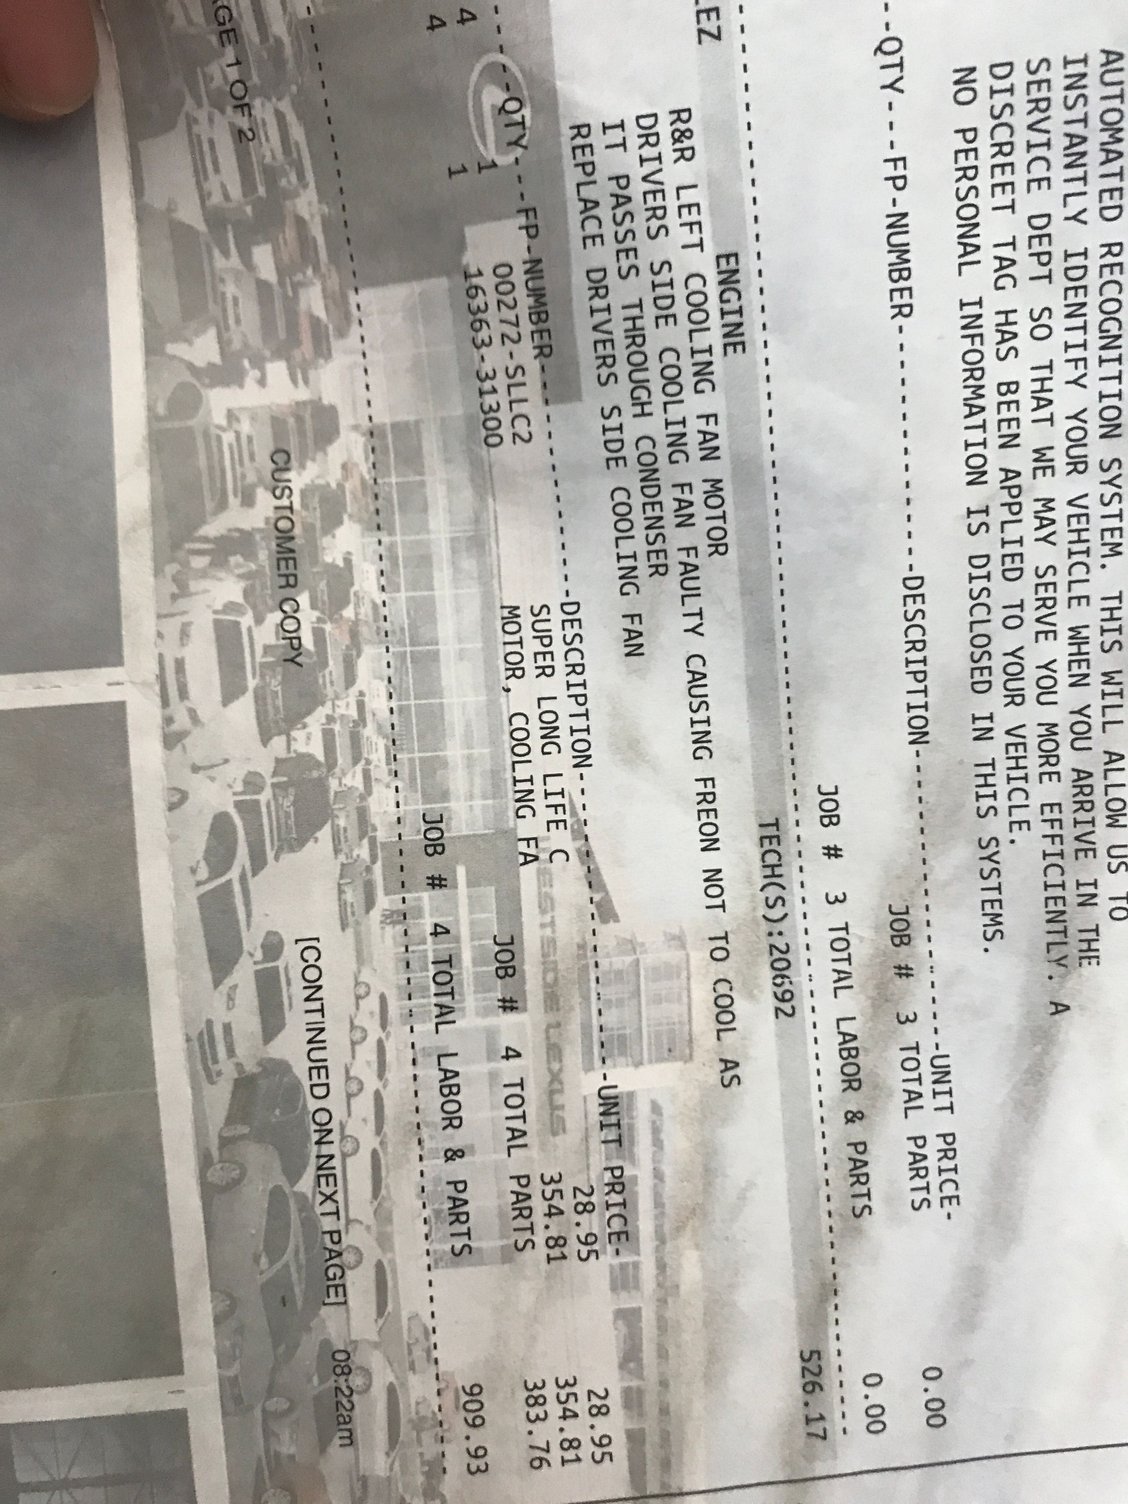 AUTOMATED RECOGNITION SYSTEM. THIS WILL ALLOW US TO
INSTANTLY IDENTIFY YOUR VEHICLE WHEN YOU ARRIVE IN THE
SERVICE DEPT SO THAT WE MAY SERVE YOU MORE EFFICIENTLY. A
DISCREET TAG HAS BEEN APPLIED TO YOUR VEHICLE.
NO PERSONAL INFORMATION IS DISCLOSED IN THIS SYSTEMS.
--QTY---FP-NUMBER---------------DESCRIPTION--------------------UNIT PRICE-
JOB # 3 TOTAL PARTS 0.00
JOB # 3 TOTAL LABOR & PARTS 0.00
LEZ ENGINE TECH(S):20692 526.17
R&R LEFT COOLING FAN MOTOR
DRIVERS SIDE COOLING FAN FAULTY CAUSING FREON NOT TO COOL AS
IT PASSES THROUGH CONDENSER
REPLACE DRIVERS SIDE COOLING FAN
---QTY---FP-NUMBER---------------DESCRIPTION--------------------UNIT PRICE-
4 1 00272-SLLC2 SUPER LONG LIFE C 28.95 28.95
4 1 16363-31300 MOTOR, COOLING FA 354.81 354.81
JOB # 4 TOTAL PARTS 383.76
JOB # 4 TOTAL LABOR & PARTS 909.93
ESTSIDE LEXUS
GE 1 OF 2 CUSTOMER COPY [CONTINUED ON NEXT PAGE] 08:22am